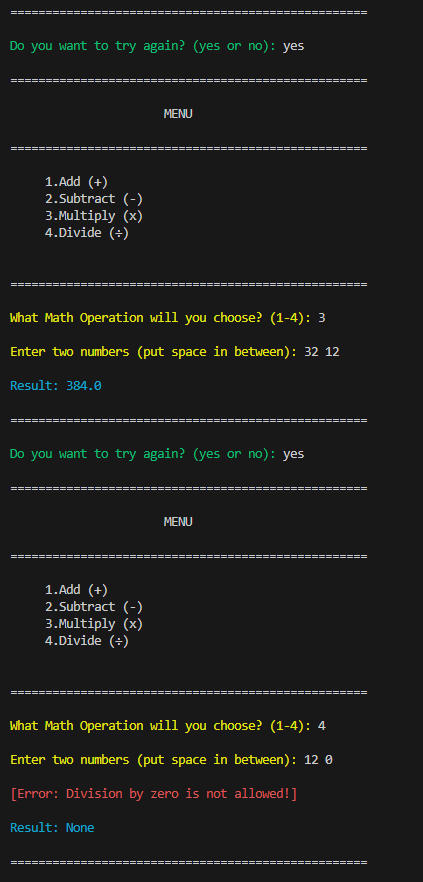 ===================================================
Do you want to try again? (yes or no): yes
===================================================
MENU
===================================================
1.Add (+)
2.Subtract (-)
3.Multiply (x)
4.Divide (÷)
===================================================
What Math Operation will you choose? (1-4): 3
Enter two numbers (put space in between): 32 12
Result: 384.0
===================================================
Do you want to try again? (yes or no): yes
===================================================
MENU
===================================================
1.Add (+)
2.Subtract (-)
3.Multiply (x)
4.Divide (÷)
===================================================
What Math Operation will you choose? (1-4): 4
Enter two numbers (put space in between): 12 0
[Error: Division by zero is not allowed!]
Result: None
===================================================